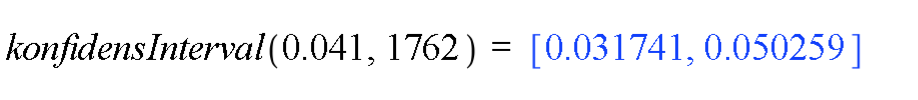 konfidensInterval(0.041, 1762 ) = [0.031741, 0.050259 ]